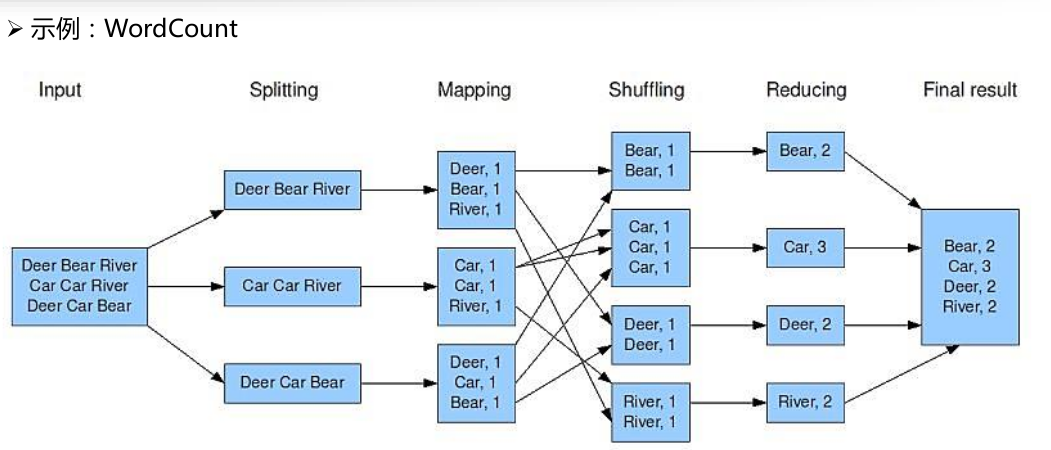 ➢ 示例：WordCount
Input
Splitting
Mapping
Shuffling
Reducing
Final result
Deer Bear River
Car Car River
Deer Car Bear
Deer Bear River
Car Car River
Deer Car Bear
Deer, 1
Bear, 1
River, 1
Car, 1
Car, 1
River, 1
Deer, 1
Car, 1
Bear, 1
Bear, 1
Bear, 1
Car, 1
Car, 1
Car, 1
Deer, 1
Deer, 1
River, 1
River, 1
Bear, 2
Car, 3
Deer, 2
River, 2
Bear, 2
Car, 3
Deer, 2
River, 2